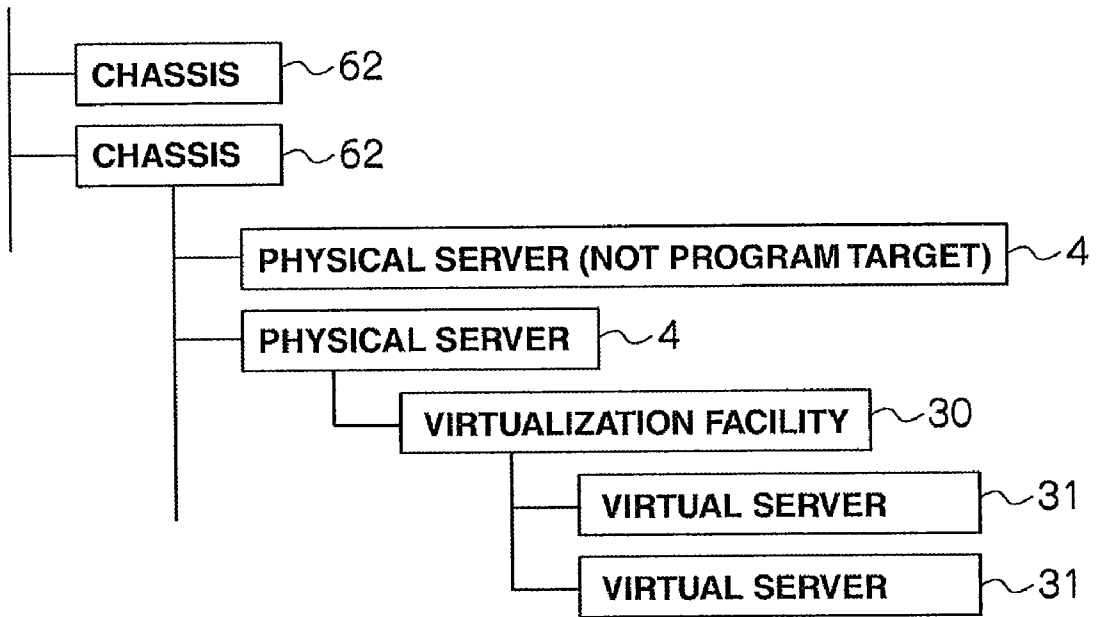 CHASSIS 62
CHASSIS 62
PHYSICAL SERVER (NOT PROGRAM TARGET) 4
PHYSICAL SERVER 4
VIRTUALIZATION FACILITY 30
VIRTUAL SERVER 31
VIRTUAL SERVER 31